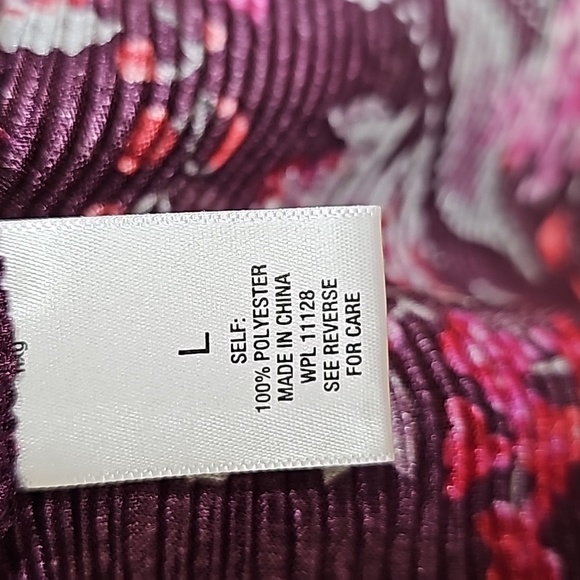 L
SELF:
100% POLYESTER
MADE IN CHINA
WPL 11128
SEE REVERSE
FOR CARE